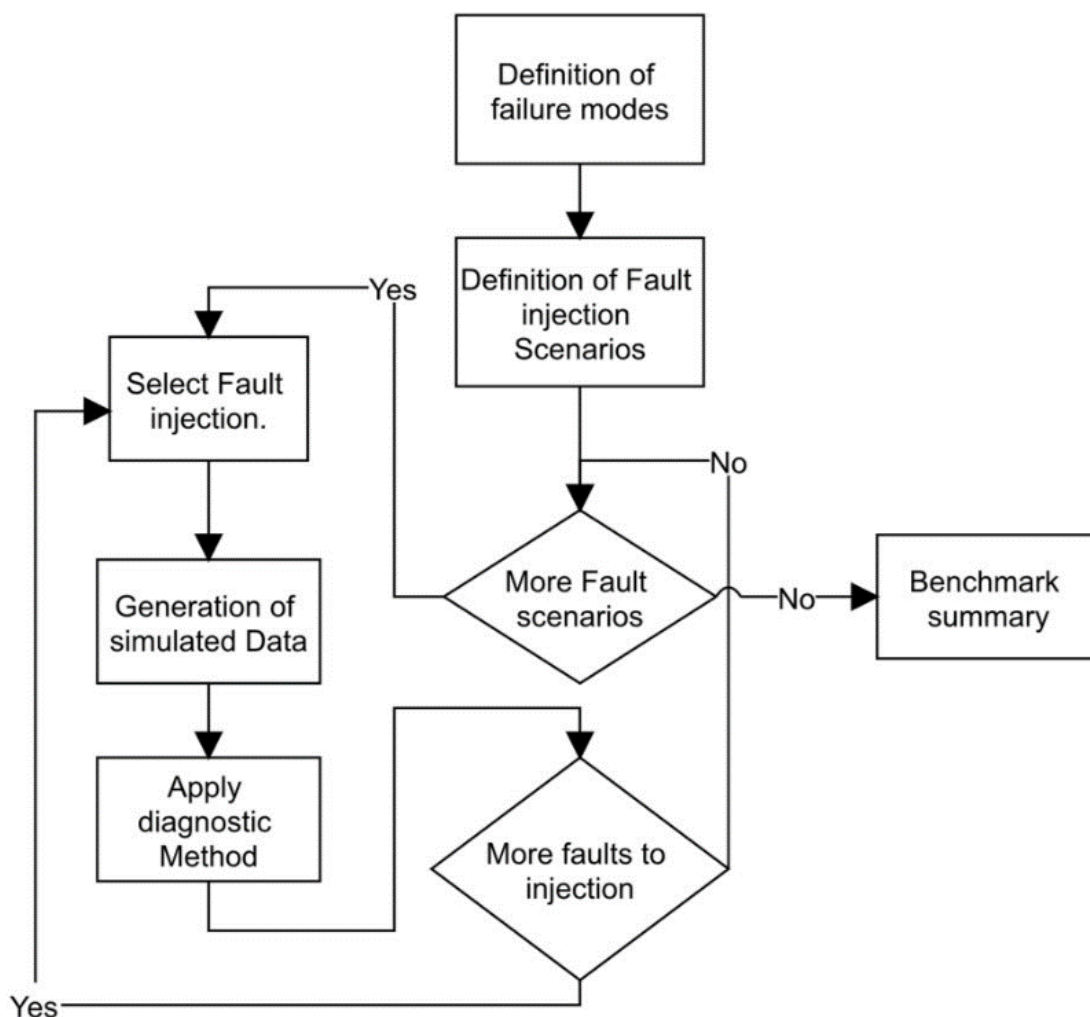 Definition of
failure modes
Definition of Fault
injection
Scenarios
Yes
Select Fault
injection.
No
More Fault
scenarios
No
Benchmark
summary
Generation of
simulated Data
Apply
diagnostic
Method
More faults to
injection
Yes